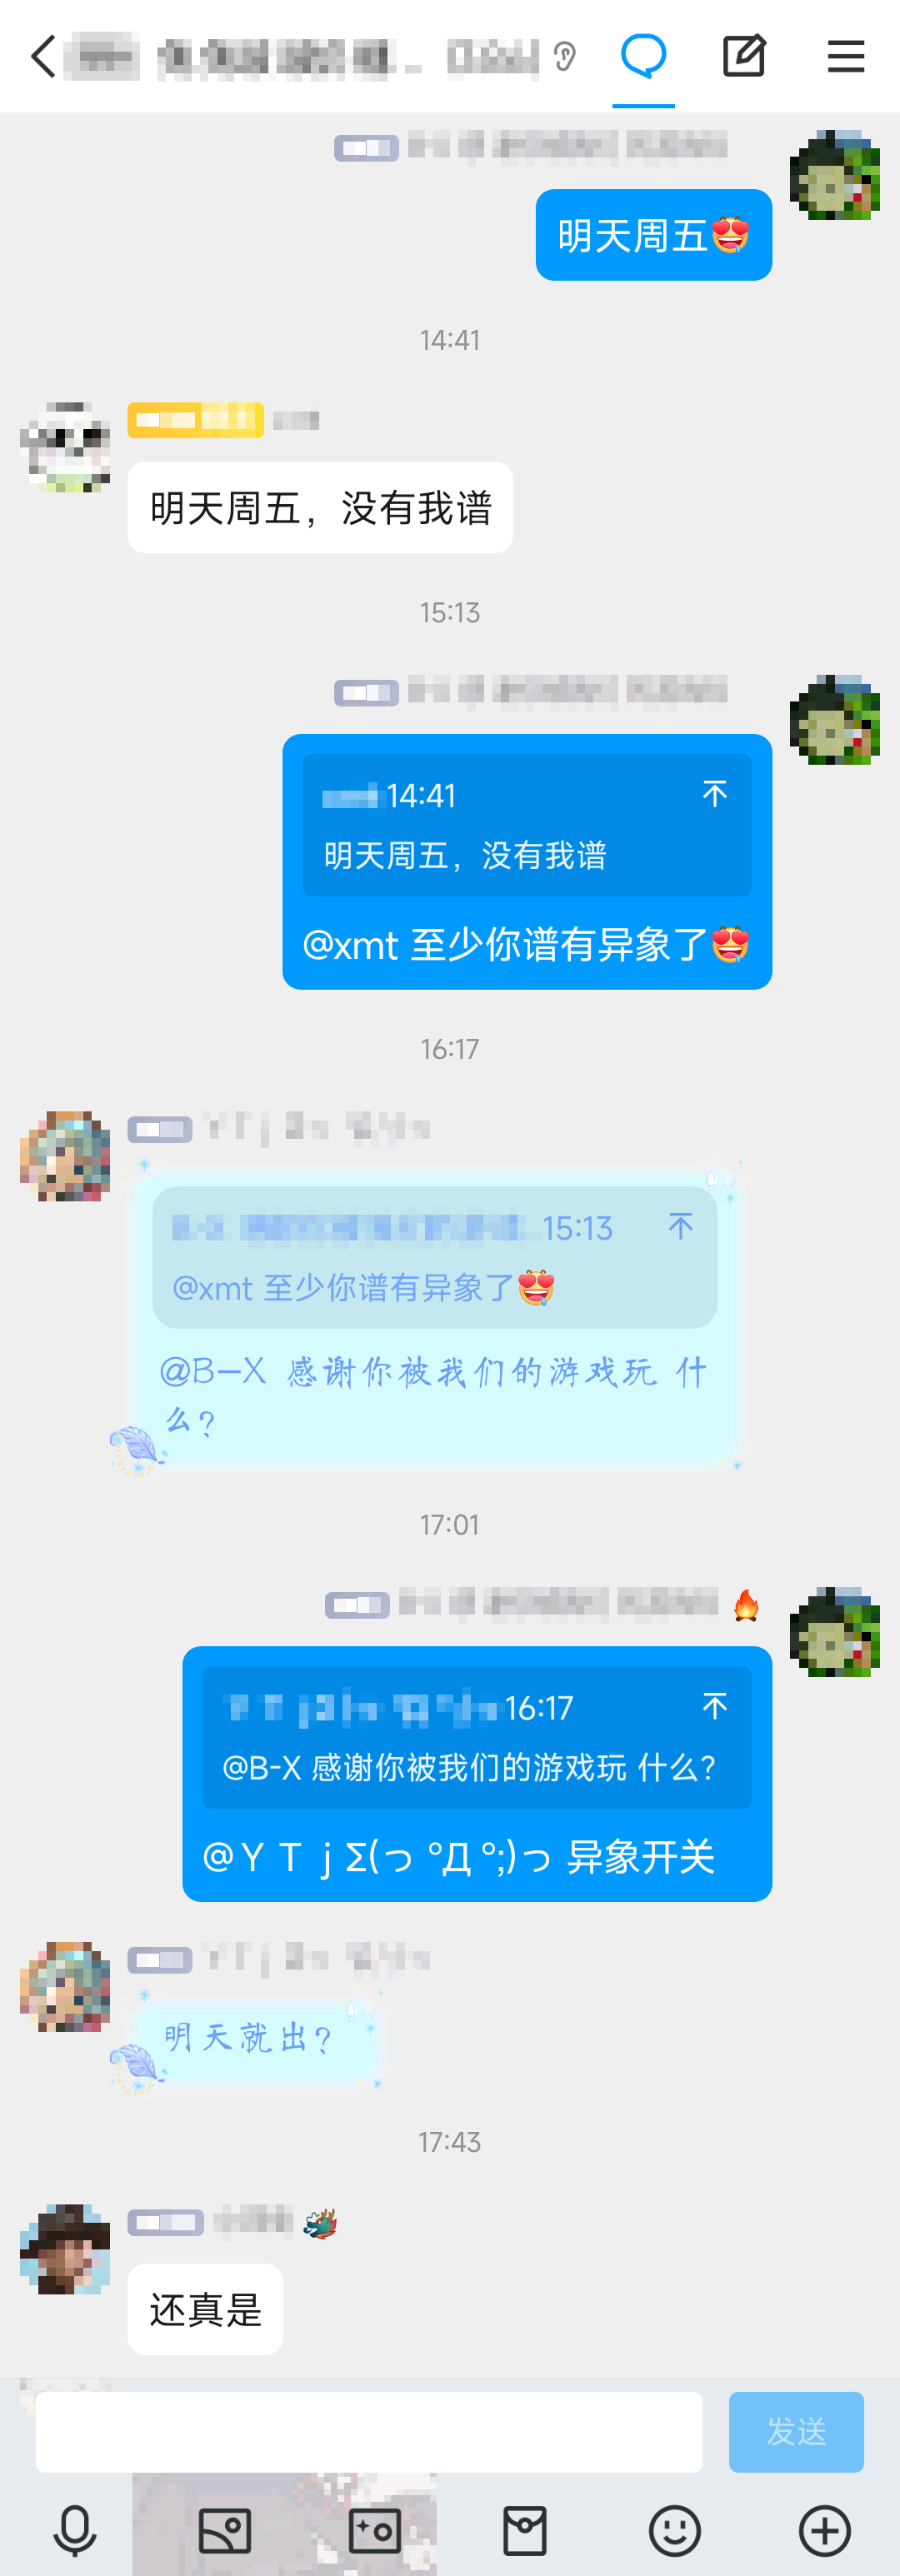 明天周五🤩
14:41
明天周五，没有我谱
15:13
14:41
明天周五，没有我谱
@xmt 至少你谱有异象了😍
16:17
15:13
@xmt 至少你谱有异象了😍
@B-X 感谢你被我们的游戏玩 什
么？
17:01
16:17
@B-X 感谢你被我们的游戏玩 什么？
@Ｙ Ｔ ｊ Σ(っ °Д °;)っ 异象开关
明天就出？
17:43
还真是
发送